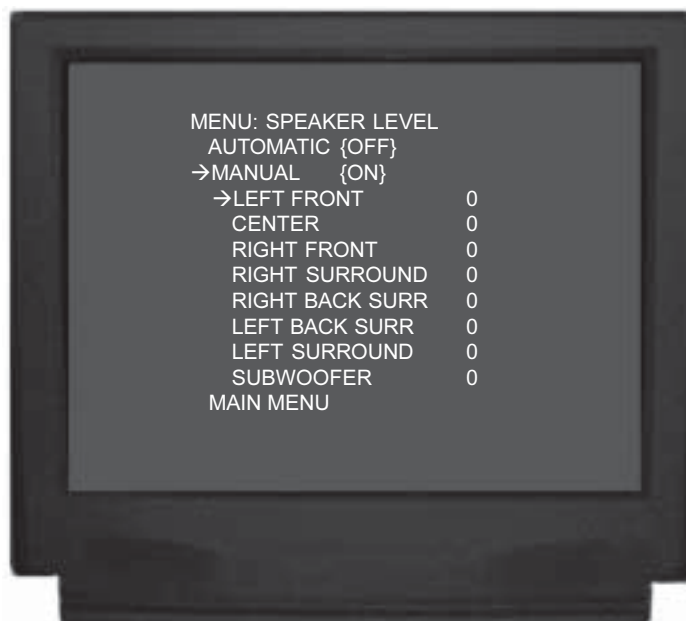 MENU: SPEAKER LEVEL
AUTOMATIC {OFF}
→MANUAL {ON}
→LEFT FRONT 0
CENTER 0
RIGHT FRONT 0
RIGHT SURROUND 0
RIGHT BACK SURR 0
LEFT BACK SURR 0
LEFT SURROUND 0
SUBWOOFER 0
MAIN MENU